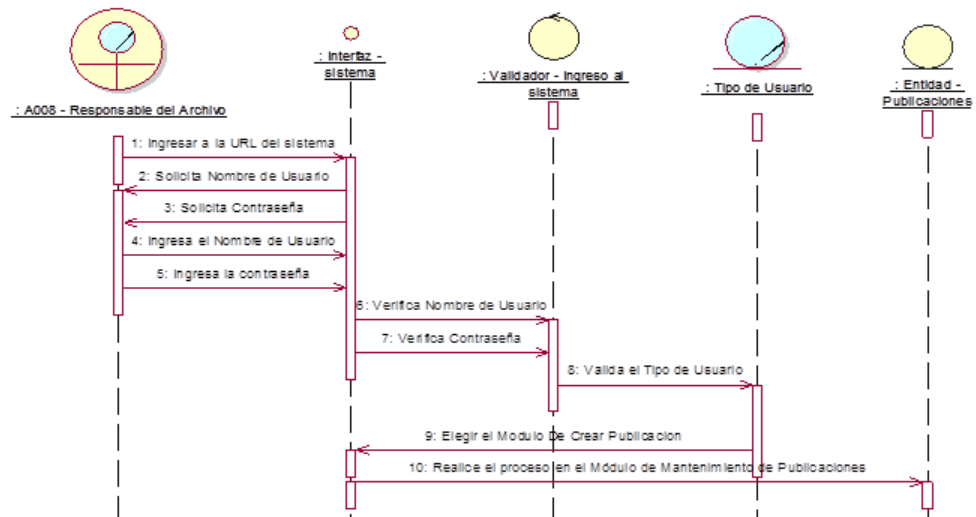 : A008 - Responsable del Archivo
: Interfaz -
sistema
: Validador - Ingreso al
sistema
: Tipo de Usuario
: Entidad -
Publicaciones
1: Ingresar a la URL del sistema
2: Solicita Nombre de Usuario
3: Solicita Contraseña
4: Ingresa el Nombre de Usuario
5: Ingresa la contraseña
6: Verifica Nombre de Usuario
7: Verifica Contraseña
8: Valida el Tipo de Usuario
9: Elegir el Modulo De Crear Publicacion
10: Realice el proceso en el Módulo de Mantenimiento de Publicaciones